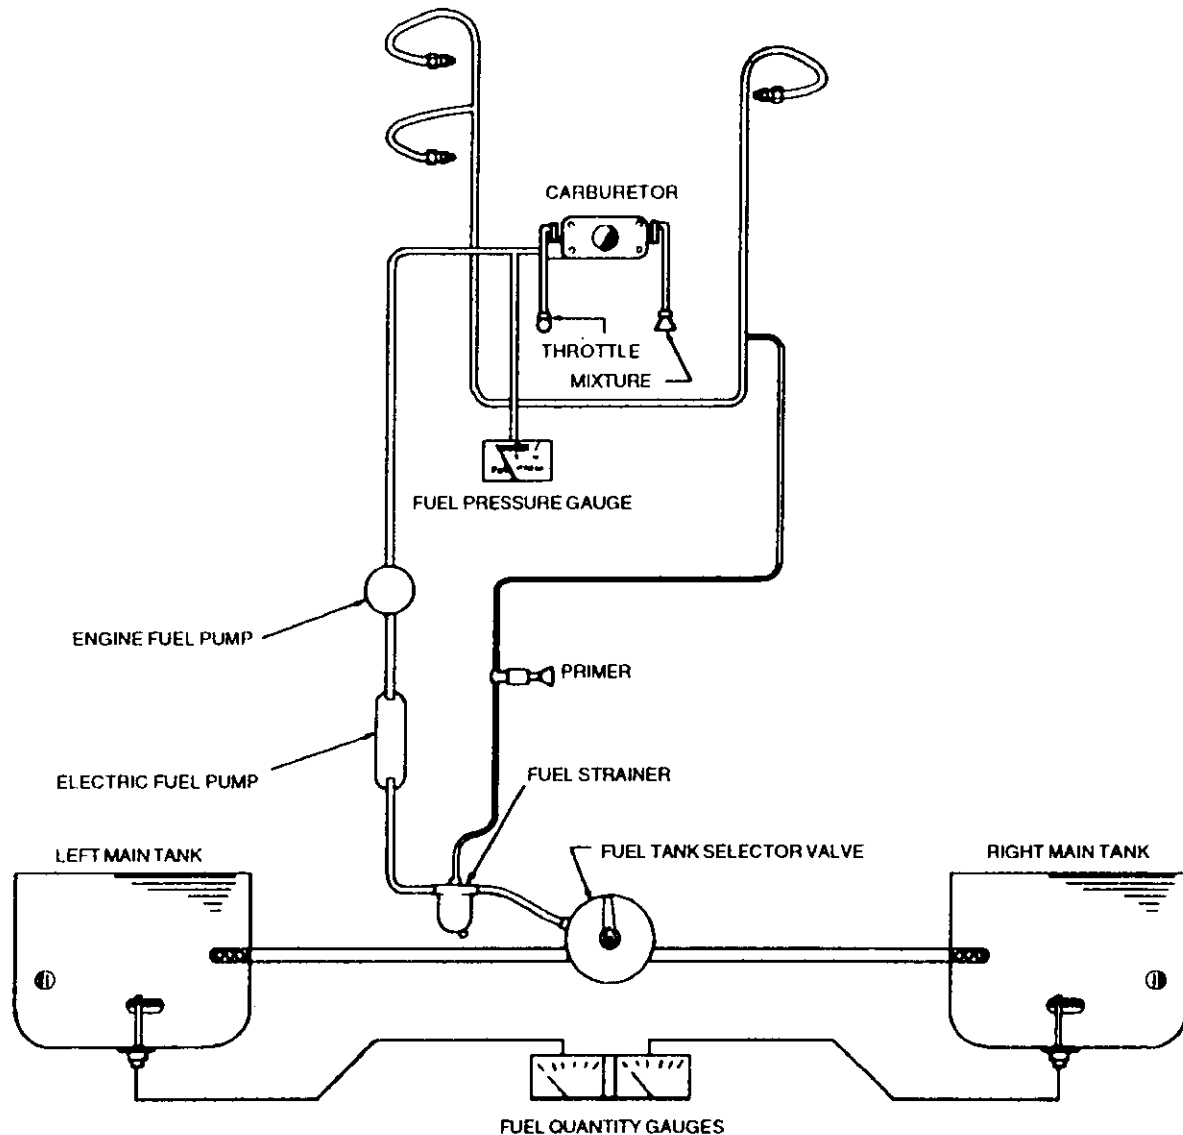 CARBURETOR
THROTTLE
MIXTURE
FUEL PRESSURE GAUGE
ENGINE FUEL PUMP
PRIMER
ELECTRIC FUEL PUMP
FUEL STRAINER
LEFT MAIN TANK
FUEL TANK SELECTOR VALVE
RIGHT MAIN TANK
FUEL QUANTITY GAUGES